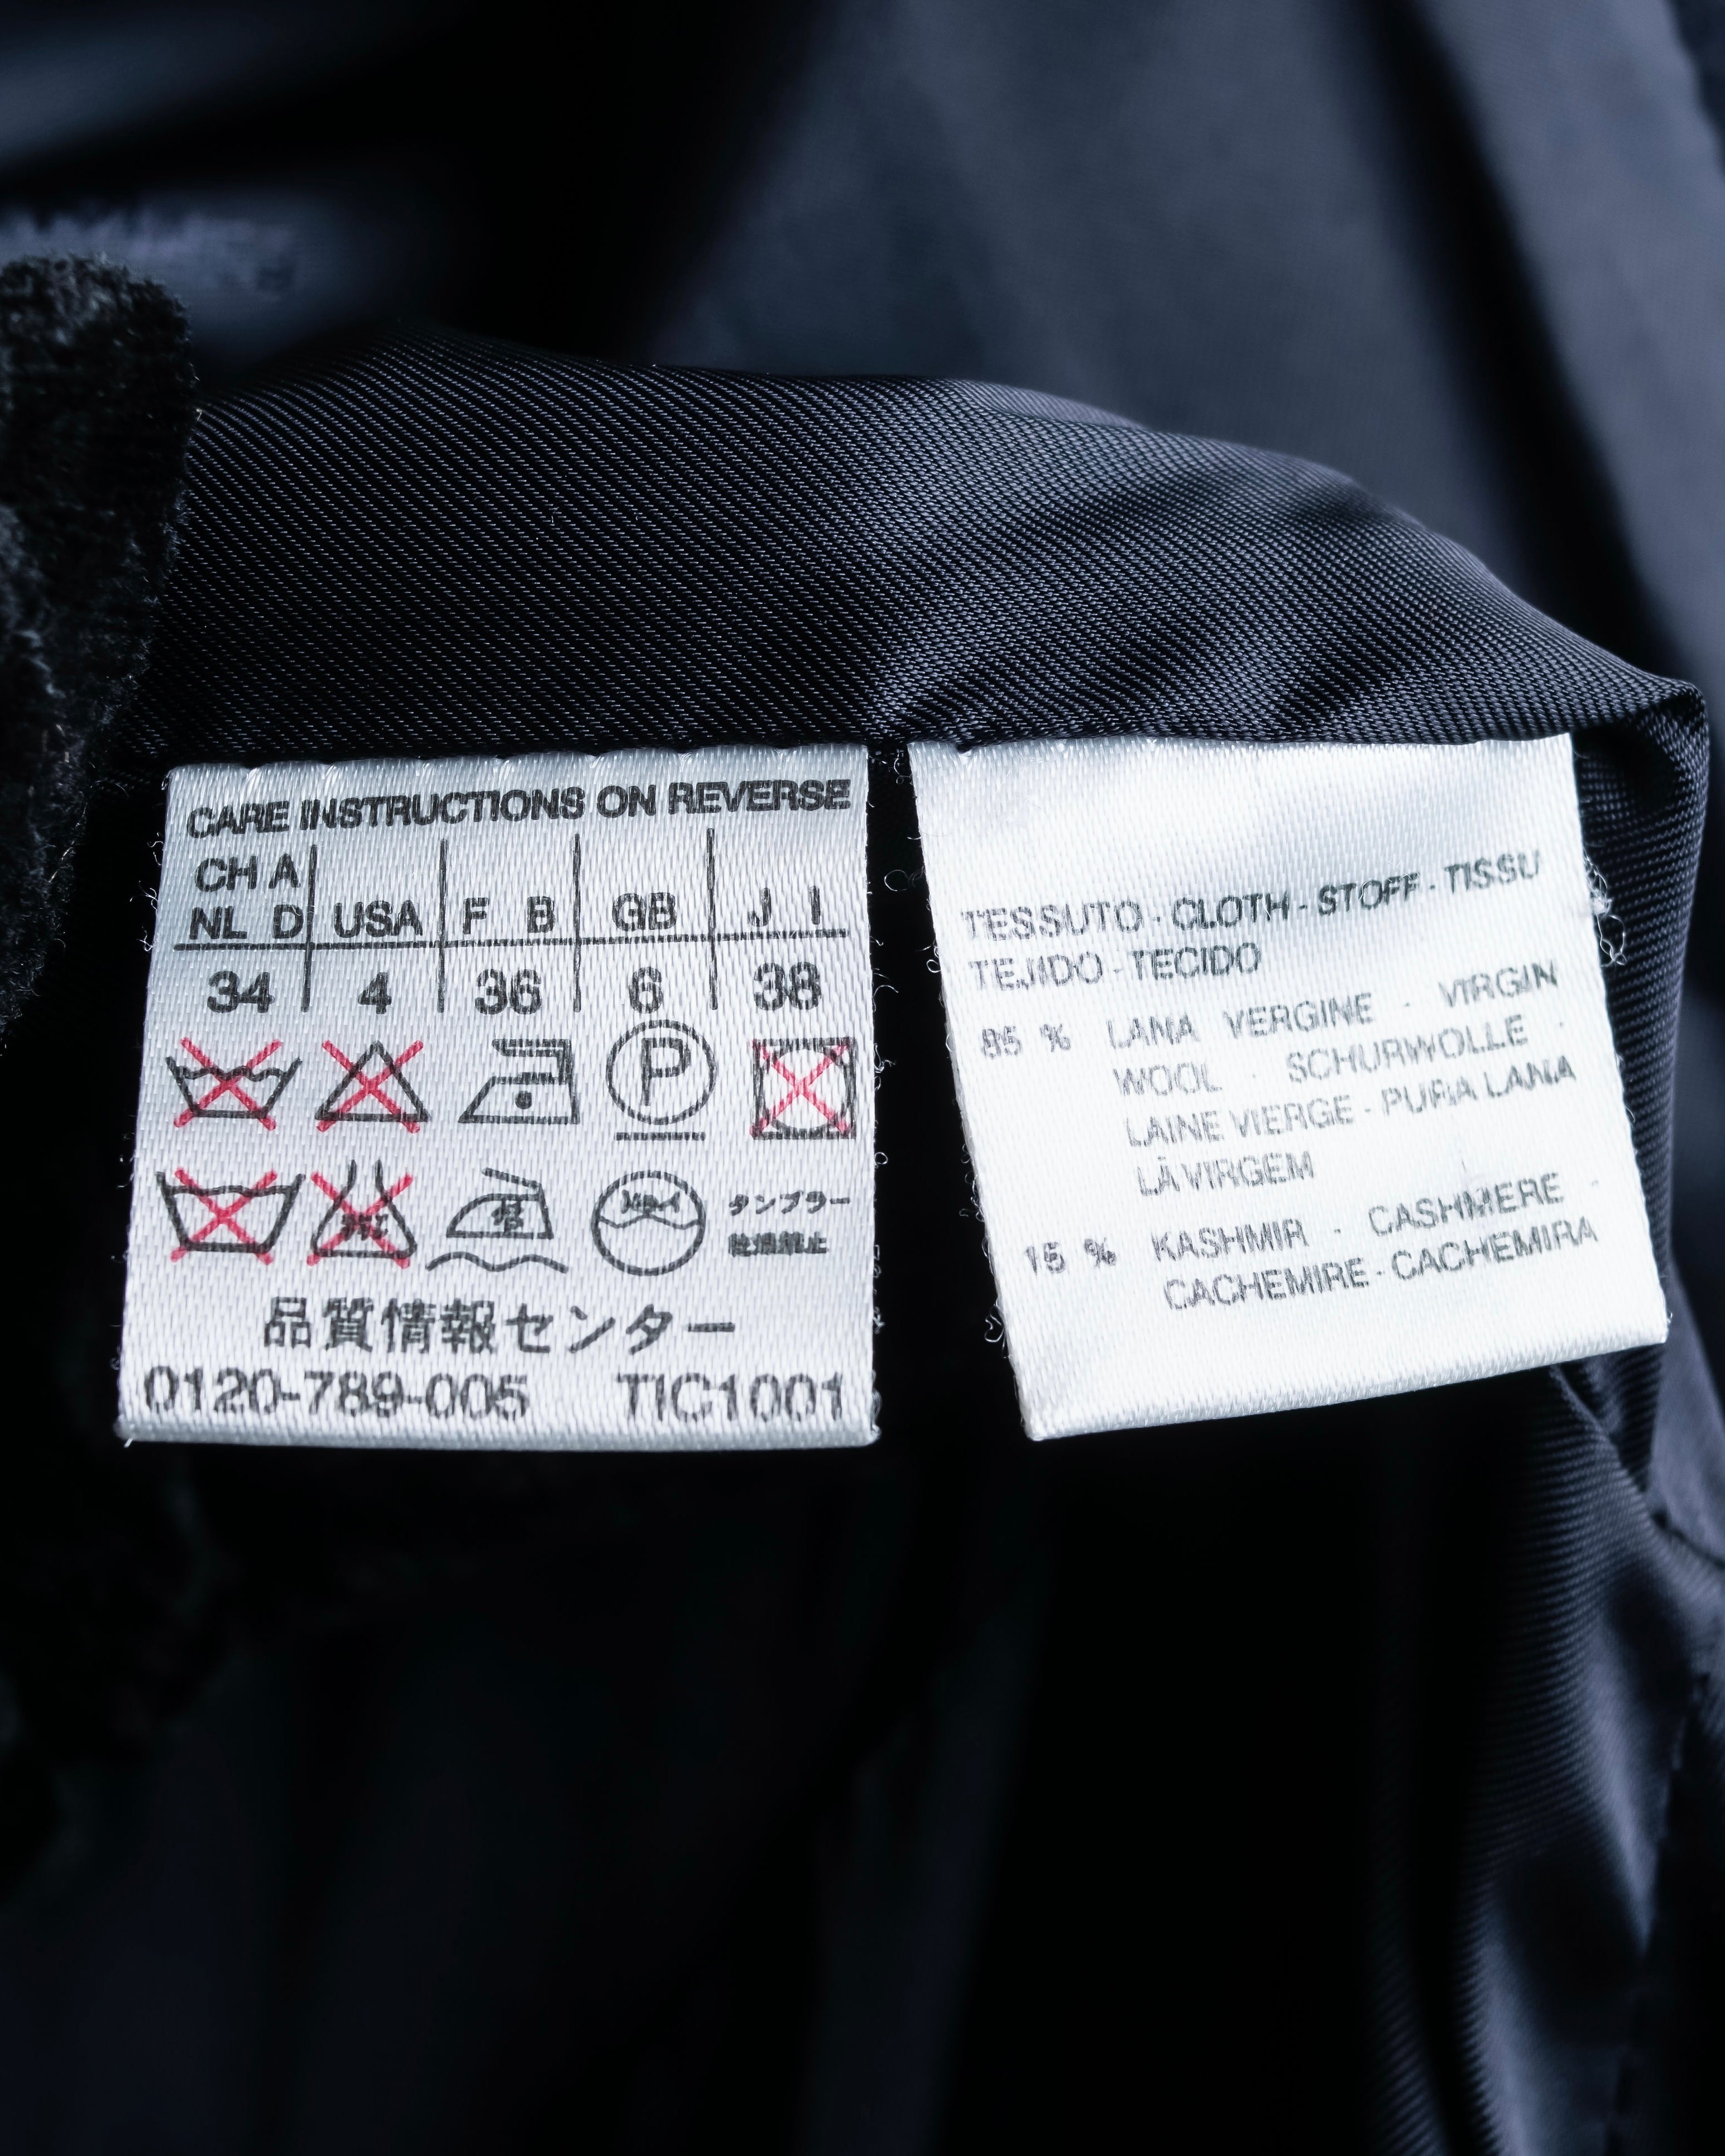 CARE INSTRUCTIONS ON REVERSE
CH A
NL D USA F B GB J I
34 4 36 6 38
P
タンブラー
乾燥禁止
品質情報センター
0120-789-005 TIC1001
TESSUTO - CLOTH - STOFF - TISSU
TEJIDO - TECIDO
85 % LANA VERGINE - VIRGIN
WOOL - SCHURWOLLE -
LAINE VIERGE - PURA LANA
LÀ VIRGEM
15 % KASHMIR - CASHMERE -
CACHEMIRE - CACHEMIRA